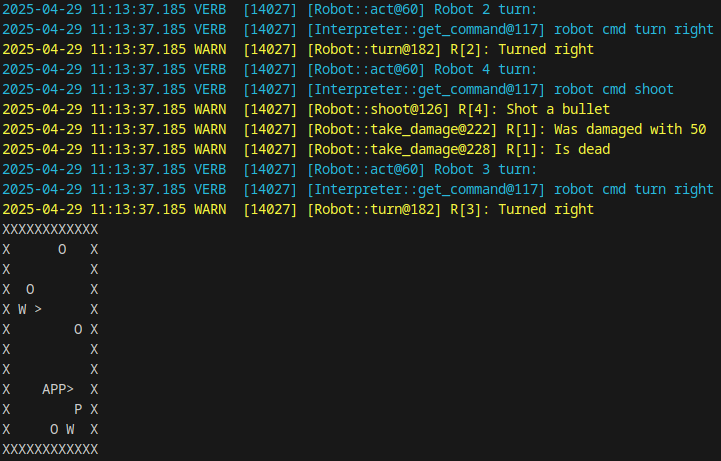 2025-04-29 11:13:37.185 VERB  [14027] [Robot::act@60] Robot 2 turn:
2025-04-29 11:13:37.185 VERB  [14027] [Interpreter::get_command@117] robot cmd turn right
2025-04-29 11:13:37.185 WARN  [14027] [Robot::turn@182] R[2]: Turned right
2025-04-29 11:13:37.185 VERB  [14027] [Robot::act@60] Robot 4 turn:
2025-04-29 11:13:37.185 VERB  [14027] [Interpreter::get_command@117] robot cmd shoot
2025-04-29 11:13:37.185 WARN  [14027] [Robot::shoot@126] R[4]: Shot a bullet
2025-04-29 11:13:37.185 WARN  [14027] [Robot::take_damage@222] R[1]: Was damaged with 50
2025-04-29 11:13:37.185 WARN  [14027] [Robot::take_damage@228] R[1]: Is dead
2025-04-29 11:13:37.185 VERB  [14027] [Robot::act@60] Robot 3 turn:
2025-04-29 11:13:37.185 VERB  [14027] [Interpreter::get_command@117] robot cmd turn right
2025-04-29 11:13:37.185 WARN  [14027] [Robot::turn@182] R[3]: Turned right
XXXXXXXXXXXX
X      O   X
X          X
X  O       X
X W >      X
X        O X
X          X
X          X
X    APP>  X
X        P X
X     O W  X
XXXXXXXXXXXX